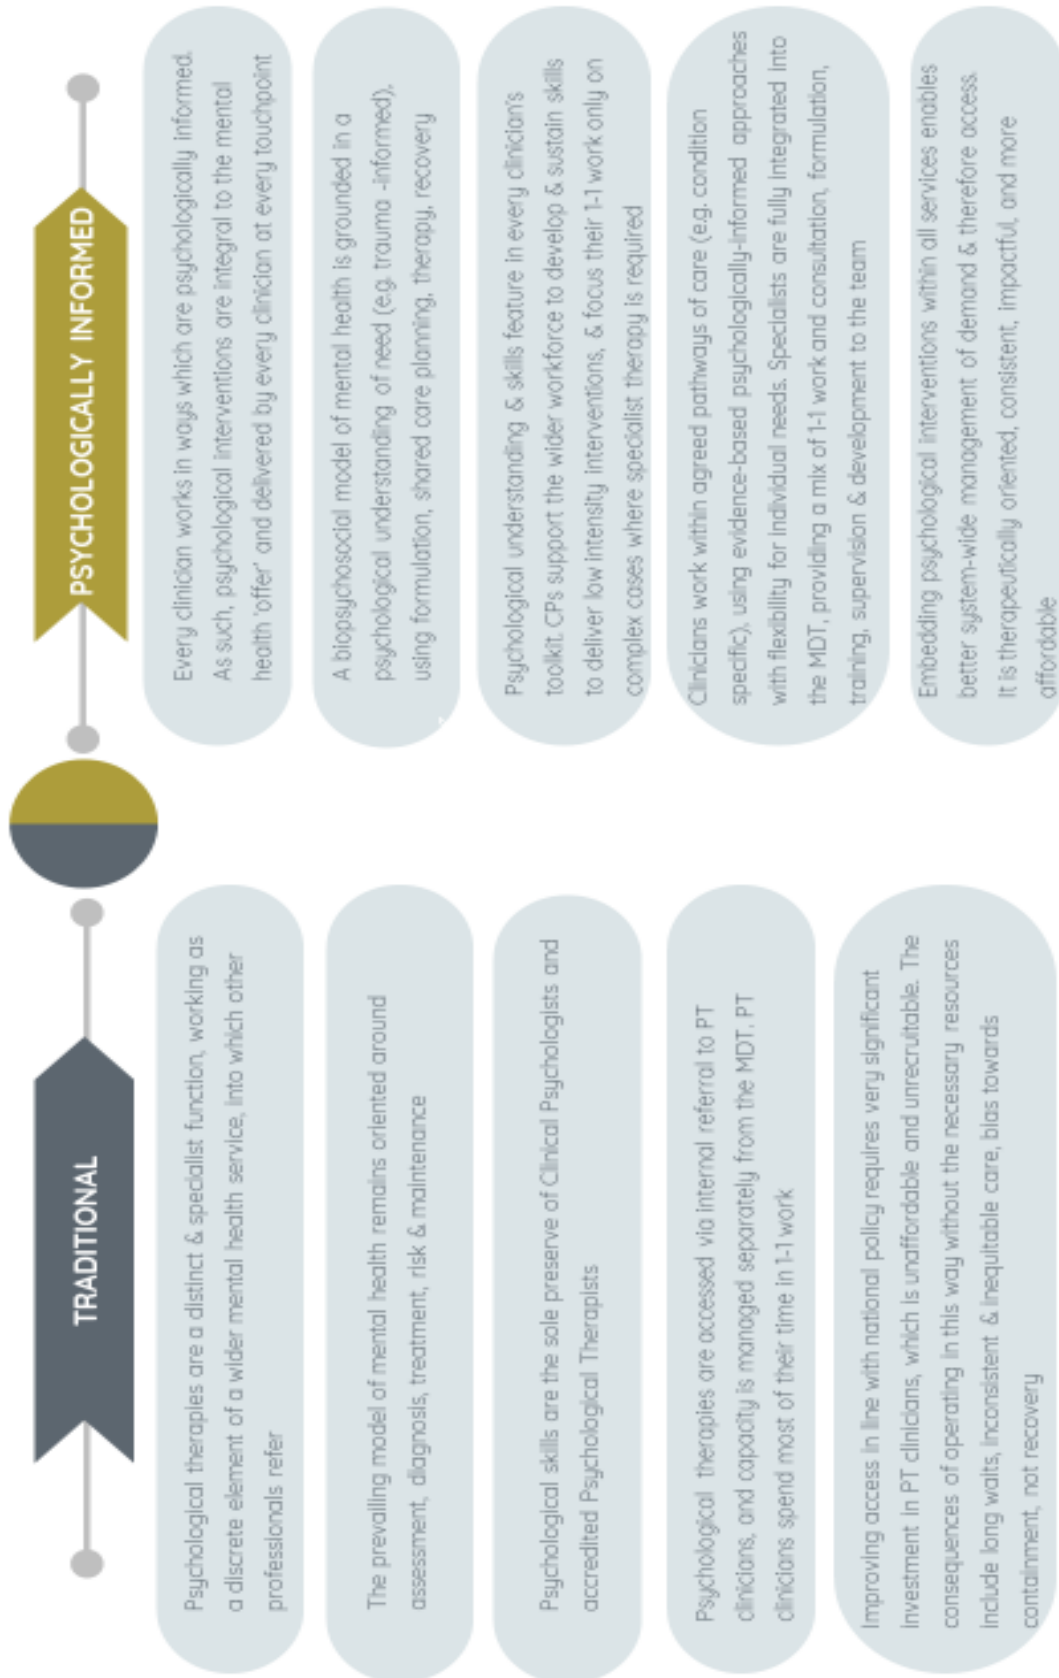 TRADITIONAL
Psychological therapies are a distinct & specialist function, working as
a discrete element of a wider mental health service, into which other
professionals refer
The prevailing model of mental health remains oriented around
assessment, diagnosis, treatment, risk & maintenance
Psychological skills are the sole preserve of Clinical Psychologists and
accredited Psychological Therapists
Psychological therapies are accessed via internal referral to PT
clinicians, and capacity is managed separately from the MDT. PT
clinicians spend most of their time in 1-1 work
Improving access in line with national policy requires very significant
investment in PT clinicians, which is unaffordable and unrecruitable. The
consequences of operating in this way without the necessary resources
include long waits, inconsistent & inequitable care, bias towards
containment, not recovery
PSYCHOLOGICALLY INFORMED
Every clinician works in ways which are psychologically informed.
As such, psychological interventions are integral to the mental
health 'offer' and delivered by every clinician at every touchpoint
A biopsychosocial model of mental health is grounded in a
psychological understanding of need (e.g. trauma -informed),
using formulation, shared care planning, therapy, recovery
Psychological understanding & skills feature in every clinician's
toolkit. CPs support the wider workforce to develop & sustain skills
to deliver low intensity interventions, & focus their 1-1 work only on
complex cases where specialist therapy is required
Clinicians work within agreed pathways of care (e.g. condition
specific), using evidence-based psychologically-informed approaches
with flexibility for individual needs. Specialists are fully integrated into
the MDT, providing a mix of 1-1 work and consultation, formulation,
training, supervision & development to the team
Embedding psychological interventions within all services enables
better system-wide management of demand & therefore access.
It is therapeutically oriented, consistent, impactful, and more
affordable